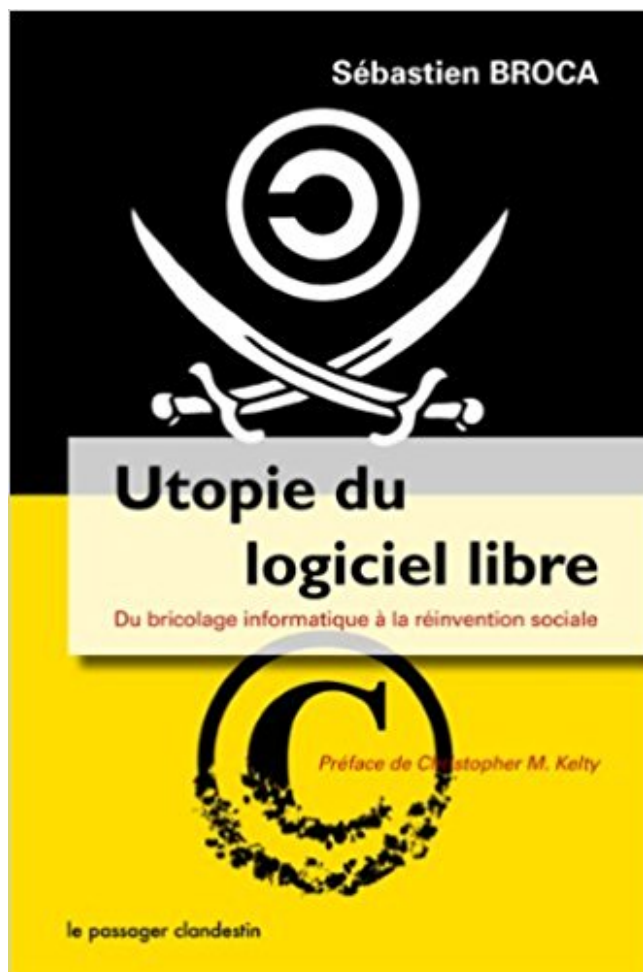 Sébastien BROCA
Utopie du
logiciel libre
Du bricolage informatique à la réinvention sociale
C
Préface de Christopher M. Kelty
le passager clandestin